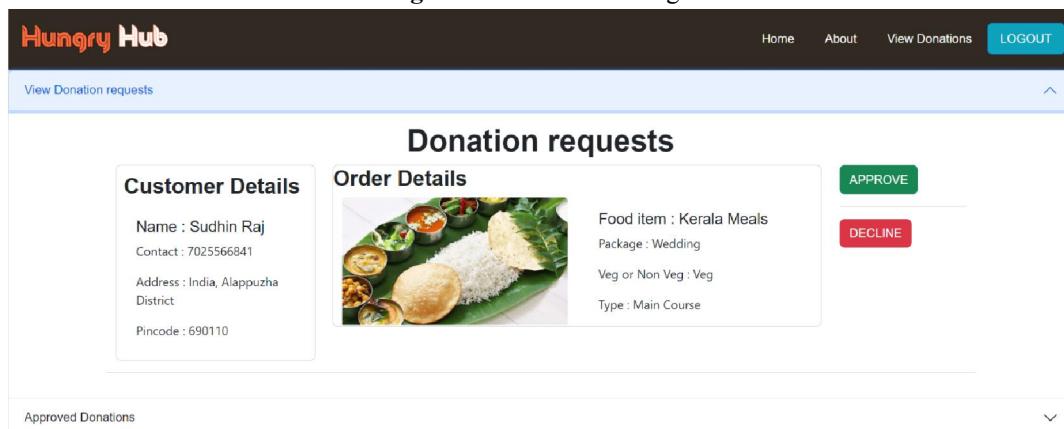 Hungry Hub
Home
About
View Donations
LOGOUT
View Donation requests
Donation requests
Customer Details
Name : Sudhin Raj
Contact : 7025566841
Address : India, Alappuzha
District
Pincode : 690110
Order Details
Food item : Kerala Meals
Package : Wedding
Veg or Non Veg : Veg
Type : Main Course
APPROVE
DECLINE
Approved Donations